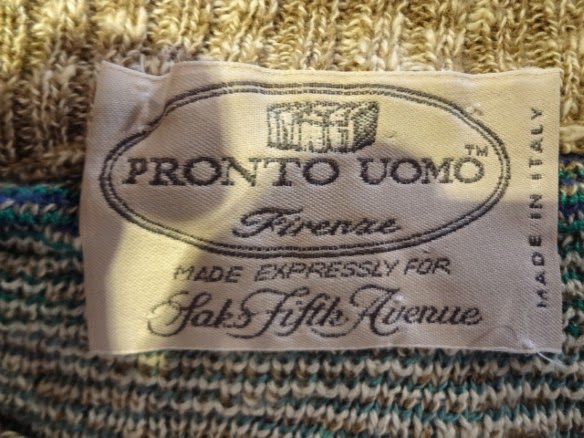 PRONTO UOMO™
Firenze
MADE EXPRESSLY FOR
Saks Fifth Avenue
MADE IN ITALY